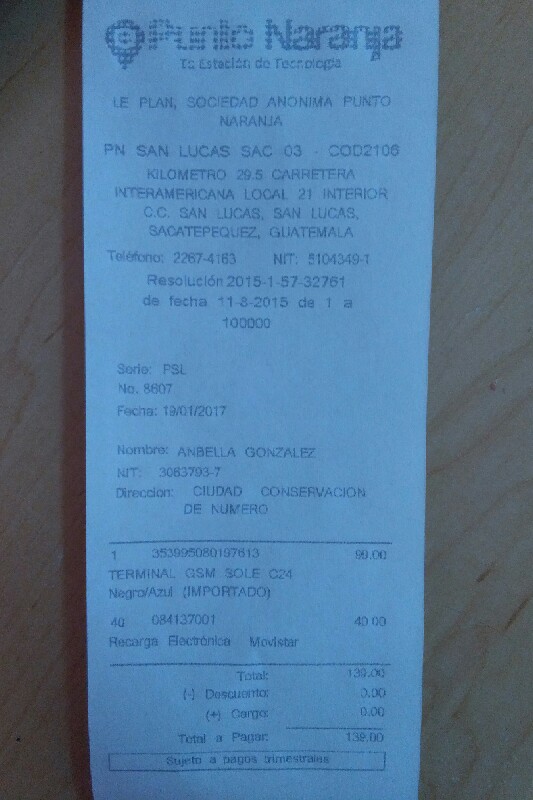 Punto Naranja
Tu Estación de Tecnología
LE PLAN, SOCIEDAD ANONIMA PUNTO
NARANJA
PN SAN LUCAS SAC 03 - COD2106
KILOMETRO 29.5 CARRETERA
INTERAMERICANA LOCAL 21 INTERIOR
C.C. SAN LUCAS, SAN LUCAS,
SACATEPEQUEZ, GUATEMALA
Teléfono: 2267-4163 NIT: 5104349-1
Resolución 2015-1-57-32761
de fecha 11-8-2015 de 1 a
100000
Serie: PSL
No. 8607
Fecha: 19/01/2017
Nombre: ANBELLA GONZALEZ
NIT: 3083793-7
Direccion: CIUDAD CONSERVACION
DE NUMERO
1 353995080197613 99.00
TERMINAL GSM SOLE C24
Negro/Azul (IMPORTADO)
40 084137001 40.00
Recarga Electrónica Movistar
Total: 139.00
(-) Descuento: 0.00
(+) Cargo: 0.00
Total a Pagar: 139.00
Sujeto a pagos trimestrales